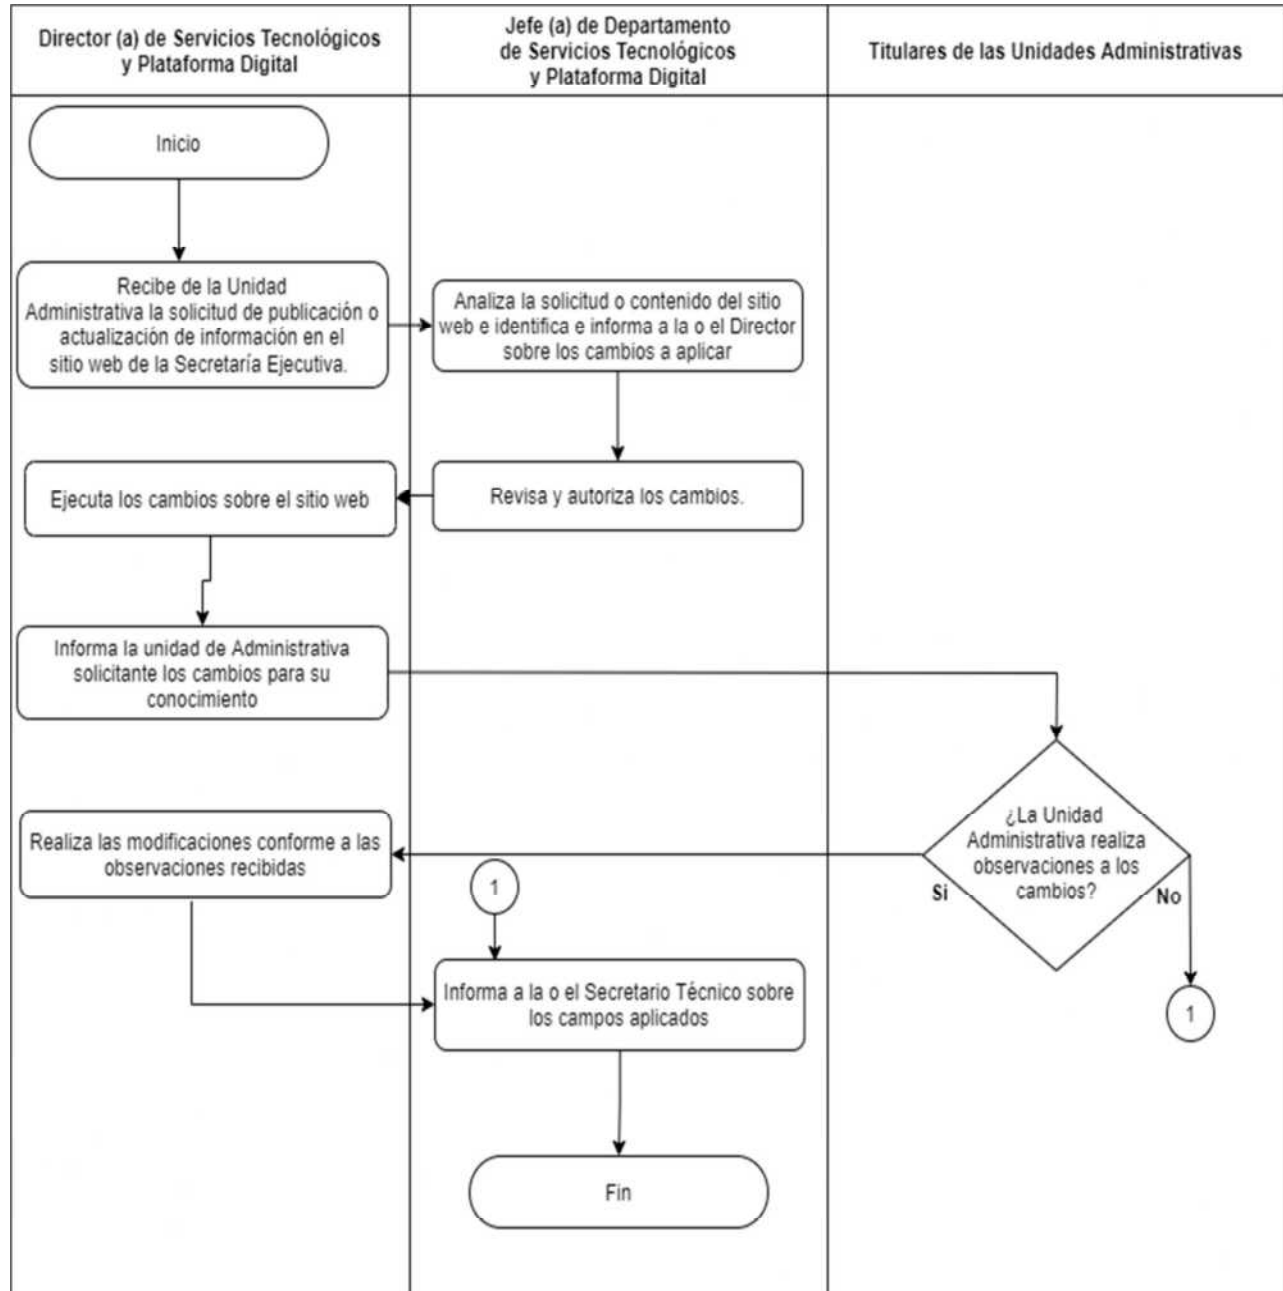 Director (a) de Servicios Tecnológicos
y Plataforma Digital
Jefe (a) de Departamento
de Servicios Tecnológicos
y Plataforma Digital
Titulares de las Unidades Administrativas
Inicio
Recibe de la Unidad
Administrativa la solicitud de publicación o
actualización de información en el
sitio web de la Secretaría Ejecutiva.
Analiza la solicitud o contenido del sitio
web e identifica e informa a la o el Director
sobre los cambios a aplicar
Ejecuta los cambios sobre el sitio web
Revisa y autoriza los cambios.
Informa la unidad de Administrativa
solicitante los cambios para su
conocimiento
¿La Unidad
Administrativa realiza
observaciones a los
cambios?
Si
No
Realiza las modificaciones conforme a las
observaciones recibidas
1
Informa a la o el Secretario Técnico sobre
los campos aplicados
1
Fin